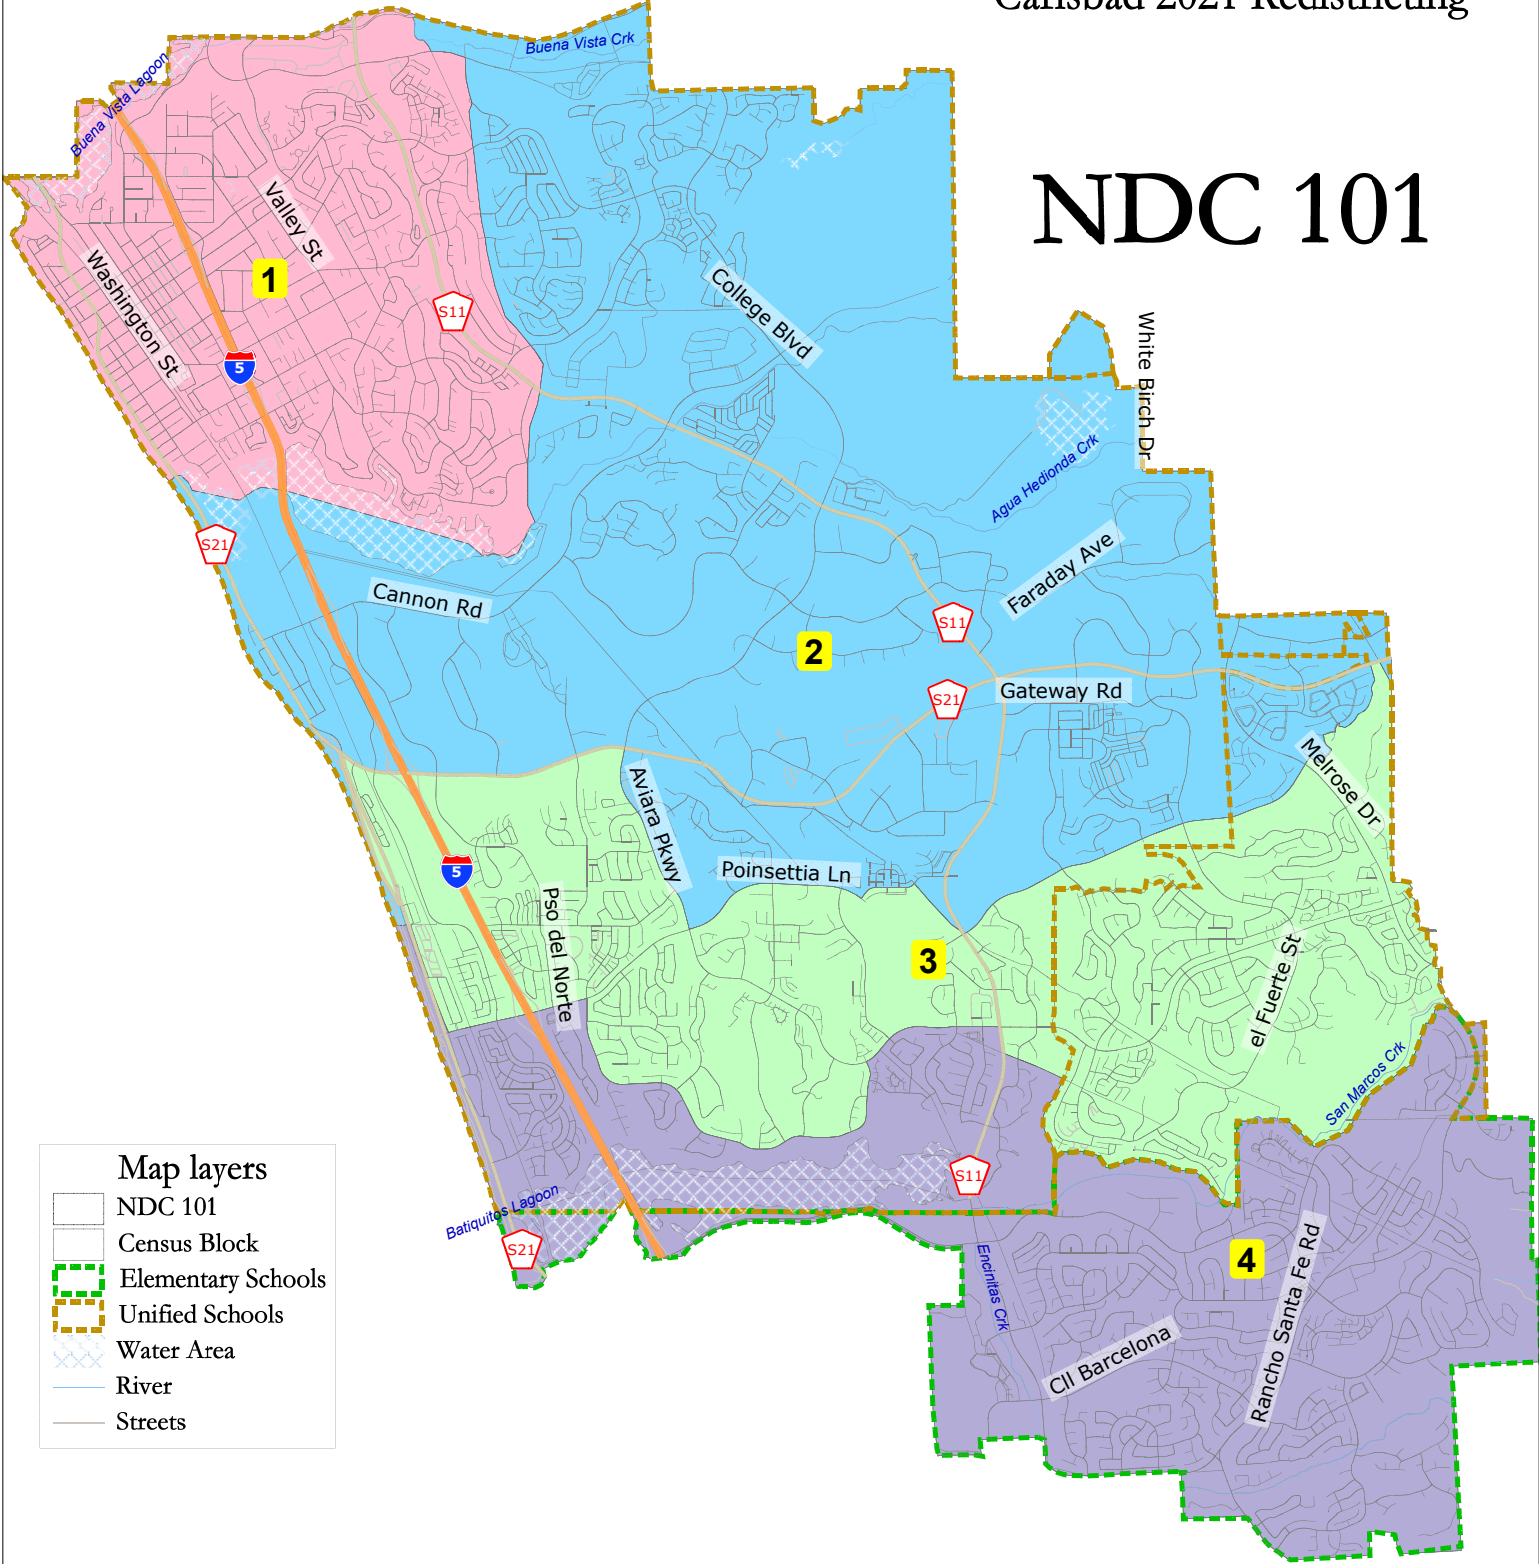 Carlsbad 2021 Redistricting
NDC 101
Buena Vista Crk
Buena Vista Lagoon
Valley St
Washington St
1
S11
5
College Blvd
White Birch Dr
Agua Hedionda Crk
S21
Cannon Rd
Faraday Ave
S11
2
S21
Gateway Rd
Melrose Dr
Aviara Pkwy
5
Poinsettia Ln
Pso del Norte
3
el Fuerte St
San Marcos Crk
S11
Batiquitos Lagoon
S21
Encinitas Crk
4
Rancho Santa Fe Rd
Cll Barcelona
Map layers
NDC 101
Census Block
Elementary Schools
Unified Schools
Water Area
River
Streets